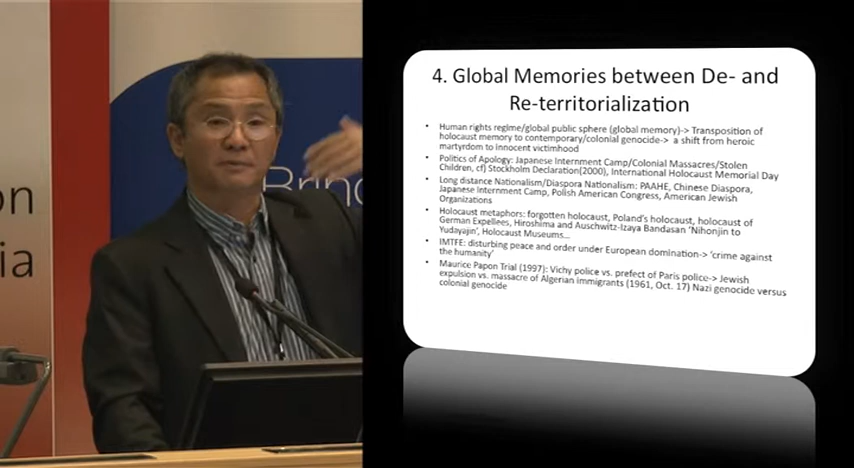 on
ia
Brin
4. Global Memories between De- and
Re-territorialization
• Human rights regime/global public sphere (global memory)-> Transposition of
holocaust memory to contemporary/colonial genocide-> a shift from heroic
martyrdom to innocent victimhood
• Politics of Apology: Japanese Internment Camp/Colonial Massacres/Stolen
Children, cf) Stockholm Declaration(2000), International Holocaust Memorial Day
• Long distance Nationalism/Diaspora Nationalism: PAAHE, Chinese Diaspora,
Japanese Internment Camp, Polish American Congress, American Jewish
Organizations
• Holocaust metaphors: forgotten holocaust, Poland's holocaust, holocaust of
German Expellees, Hiroshima and Auschwitz-Izaya Bandasan 'Nihonjin to
Yudayajin', Holocaust Museums...
• IMTFE: disturbing peace and order under European domination-> 'crime against
the humanity'
• Maurice Papon Trial (1997): Vichy police vs. prefect of Paris police-> Jewish
expulsion vs. massacre of Algerian immigrants (1961, Oct. 17) Nazi genocide versus
colonial genocide